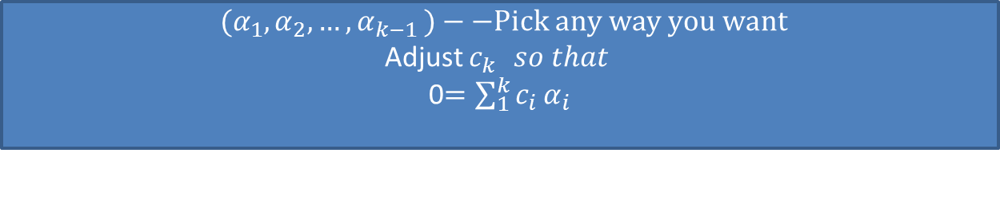 (α₁, α₂, … , αₖ₋₁ ) − −Pick any way you want
Adjust cₖ so that
0= ∑₁ᵏ cᵢ αᵢ